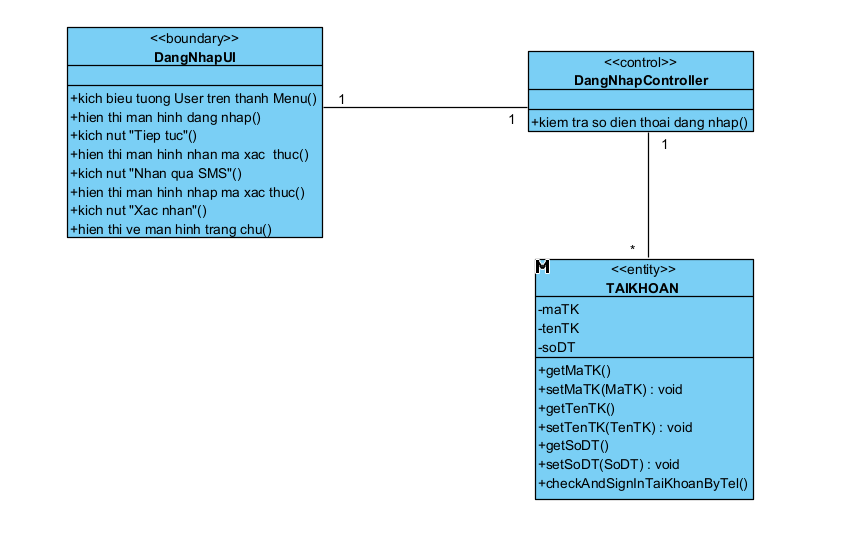 <<boundary>>
DangNhapUI
+kich bieu tuong User tren thanh Menu()
+hien thi man hinh dang nhap()
+kich nut "Tiep tuc"()
+hien thi man hinh nhan ma xac  thuc()
+kich nut "Nhan qua SMS"()
+hien thi man hinh nhap ma xac thuc()
+kich nut "Xac nhan"()
+hien thi ve man hinh trang chu()
1
1
<<control>>
DangNhapController
+kiem tra so dien thoai dang nhap()
1
*
M
<<entity>>
TAIKHOAN
-maTK
-tenTK
-soDT
+getMaTK()
+setMaTK(MaTK) : void
+getTenTK()
+setTenTK(TenTK) : void
+getSoDT()
+setSoDT(SoDT) : void
+checkAndSignInTaiKhoanByTel()